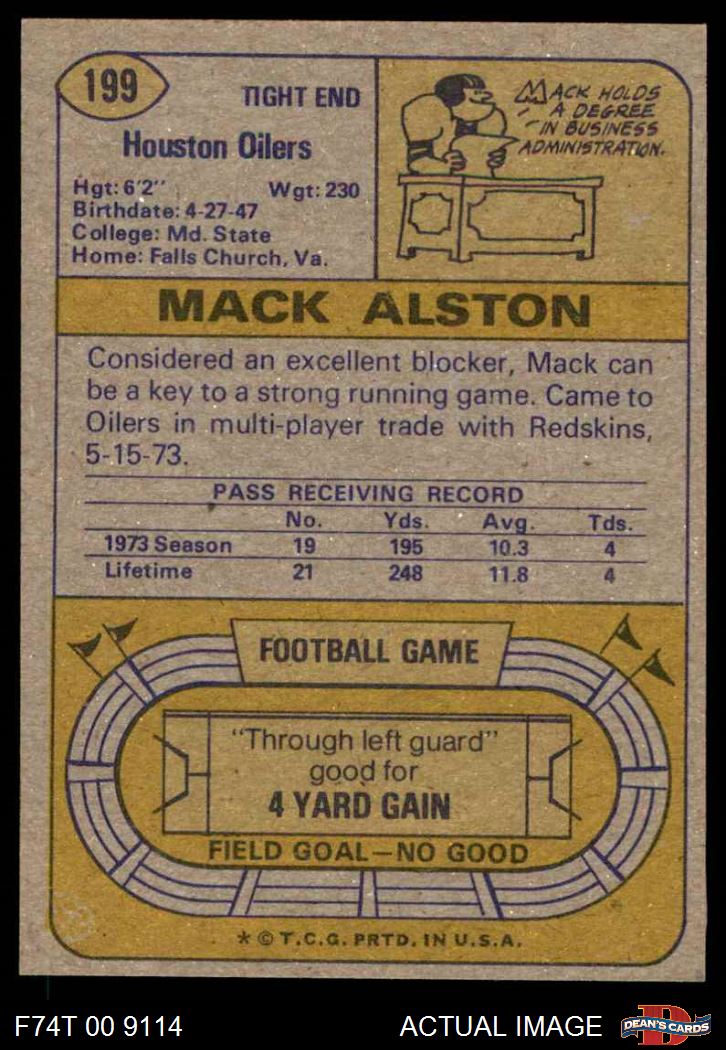 199
TIGHT END
Houston Oilers
Hgt: 6'2" Wgt: 230
Birthdate: 4-27-47
College: Md. State
Home: Falls Church, Va.
MACK HOLDS
A DEGREE
IN BUSINESS
ADMINISTRATION.
MACK ALSTON
Considered an excellent blocker, Mack can
be a key to a strong running game. Came to
Oilers in multi-player trade with Redskins,
5-15-73.
PASS RECEIVING RECORD
No. Yds. Avg. Tds.
1973 Season 19 195 10.3 4
Lifetime 21 248 11.8 4
FOOTBALL GAME
"Through left guard"
good for
4 YARD GAIN
FIELD GOAL—NO GOOD
* © T.C.G. PRTD. IN U.S.A.
F74T 00 9114 ACTUAL IMAGE
D
DEAN'S CARDS